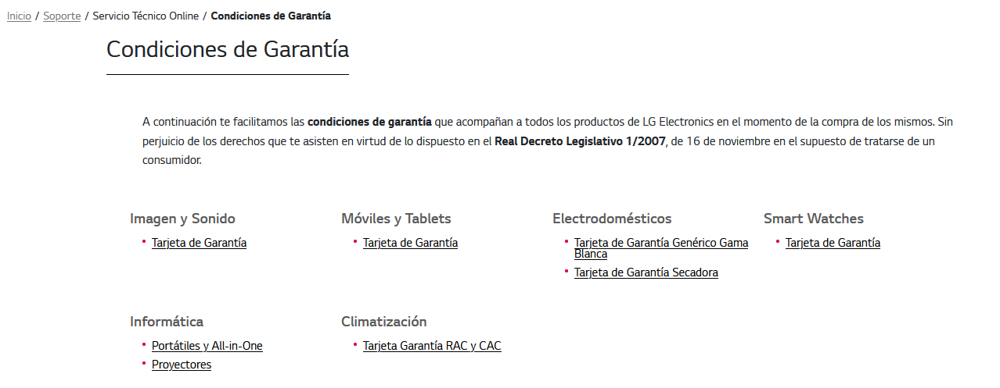 Inicio / Soporte / Servicio Técnico Online / Condiciones de Garantía
Condiciones de Garantía
A continuación te facilitamos las condiciones de garantía que acompañan a todos los productos de LG Electronics en el momento de la compra de los mismos. Sin
perjuicio de los derechos que te asisten en virtud de lo dispuesto en el Real Decreto Legislativo 1/2007, de 16 de noviembre en el supuesto de tratarse de un
consumidor.
Imagen y Sonido
Tarjeta de Garantía
Móviles y Tablets
Tarjeta de Garantía
Electrodomésticos
Tarjeta de Garantía Genérico Gama
Blanca
Tarjeta de Garantía Secadora
Smart Watches
Tarjeta de Garantía
Informática
Portátiles y All-in-One
Proyectores
Climatización
Tarjeta Garantía RAC y CAC